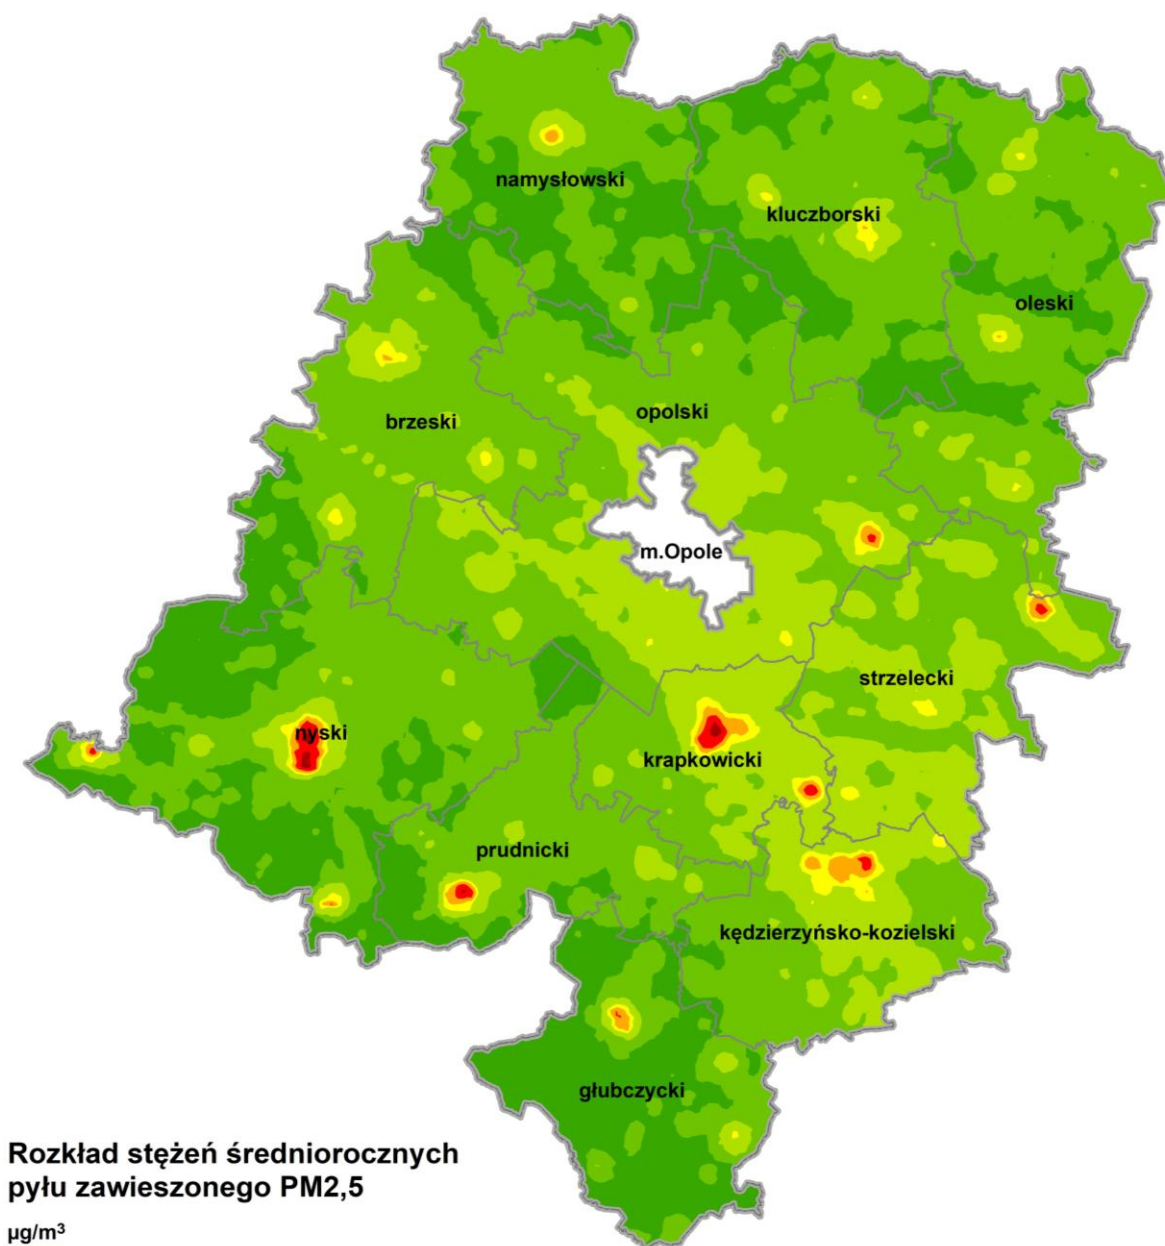 namysłowski
kluczborski
oleski
opolski
brzeski
m.Opole
strzelecki
nyski
krapkowicki
prudnicki
kędzierzyńsko-kozielski
głubczycki
Rozkład stężeń średniorocznych
pyłu zawieszonego PM2,5
µg/m³